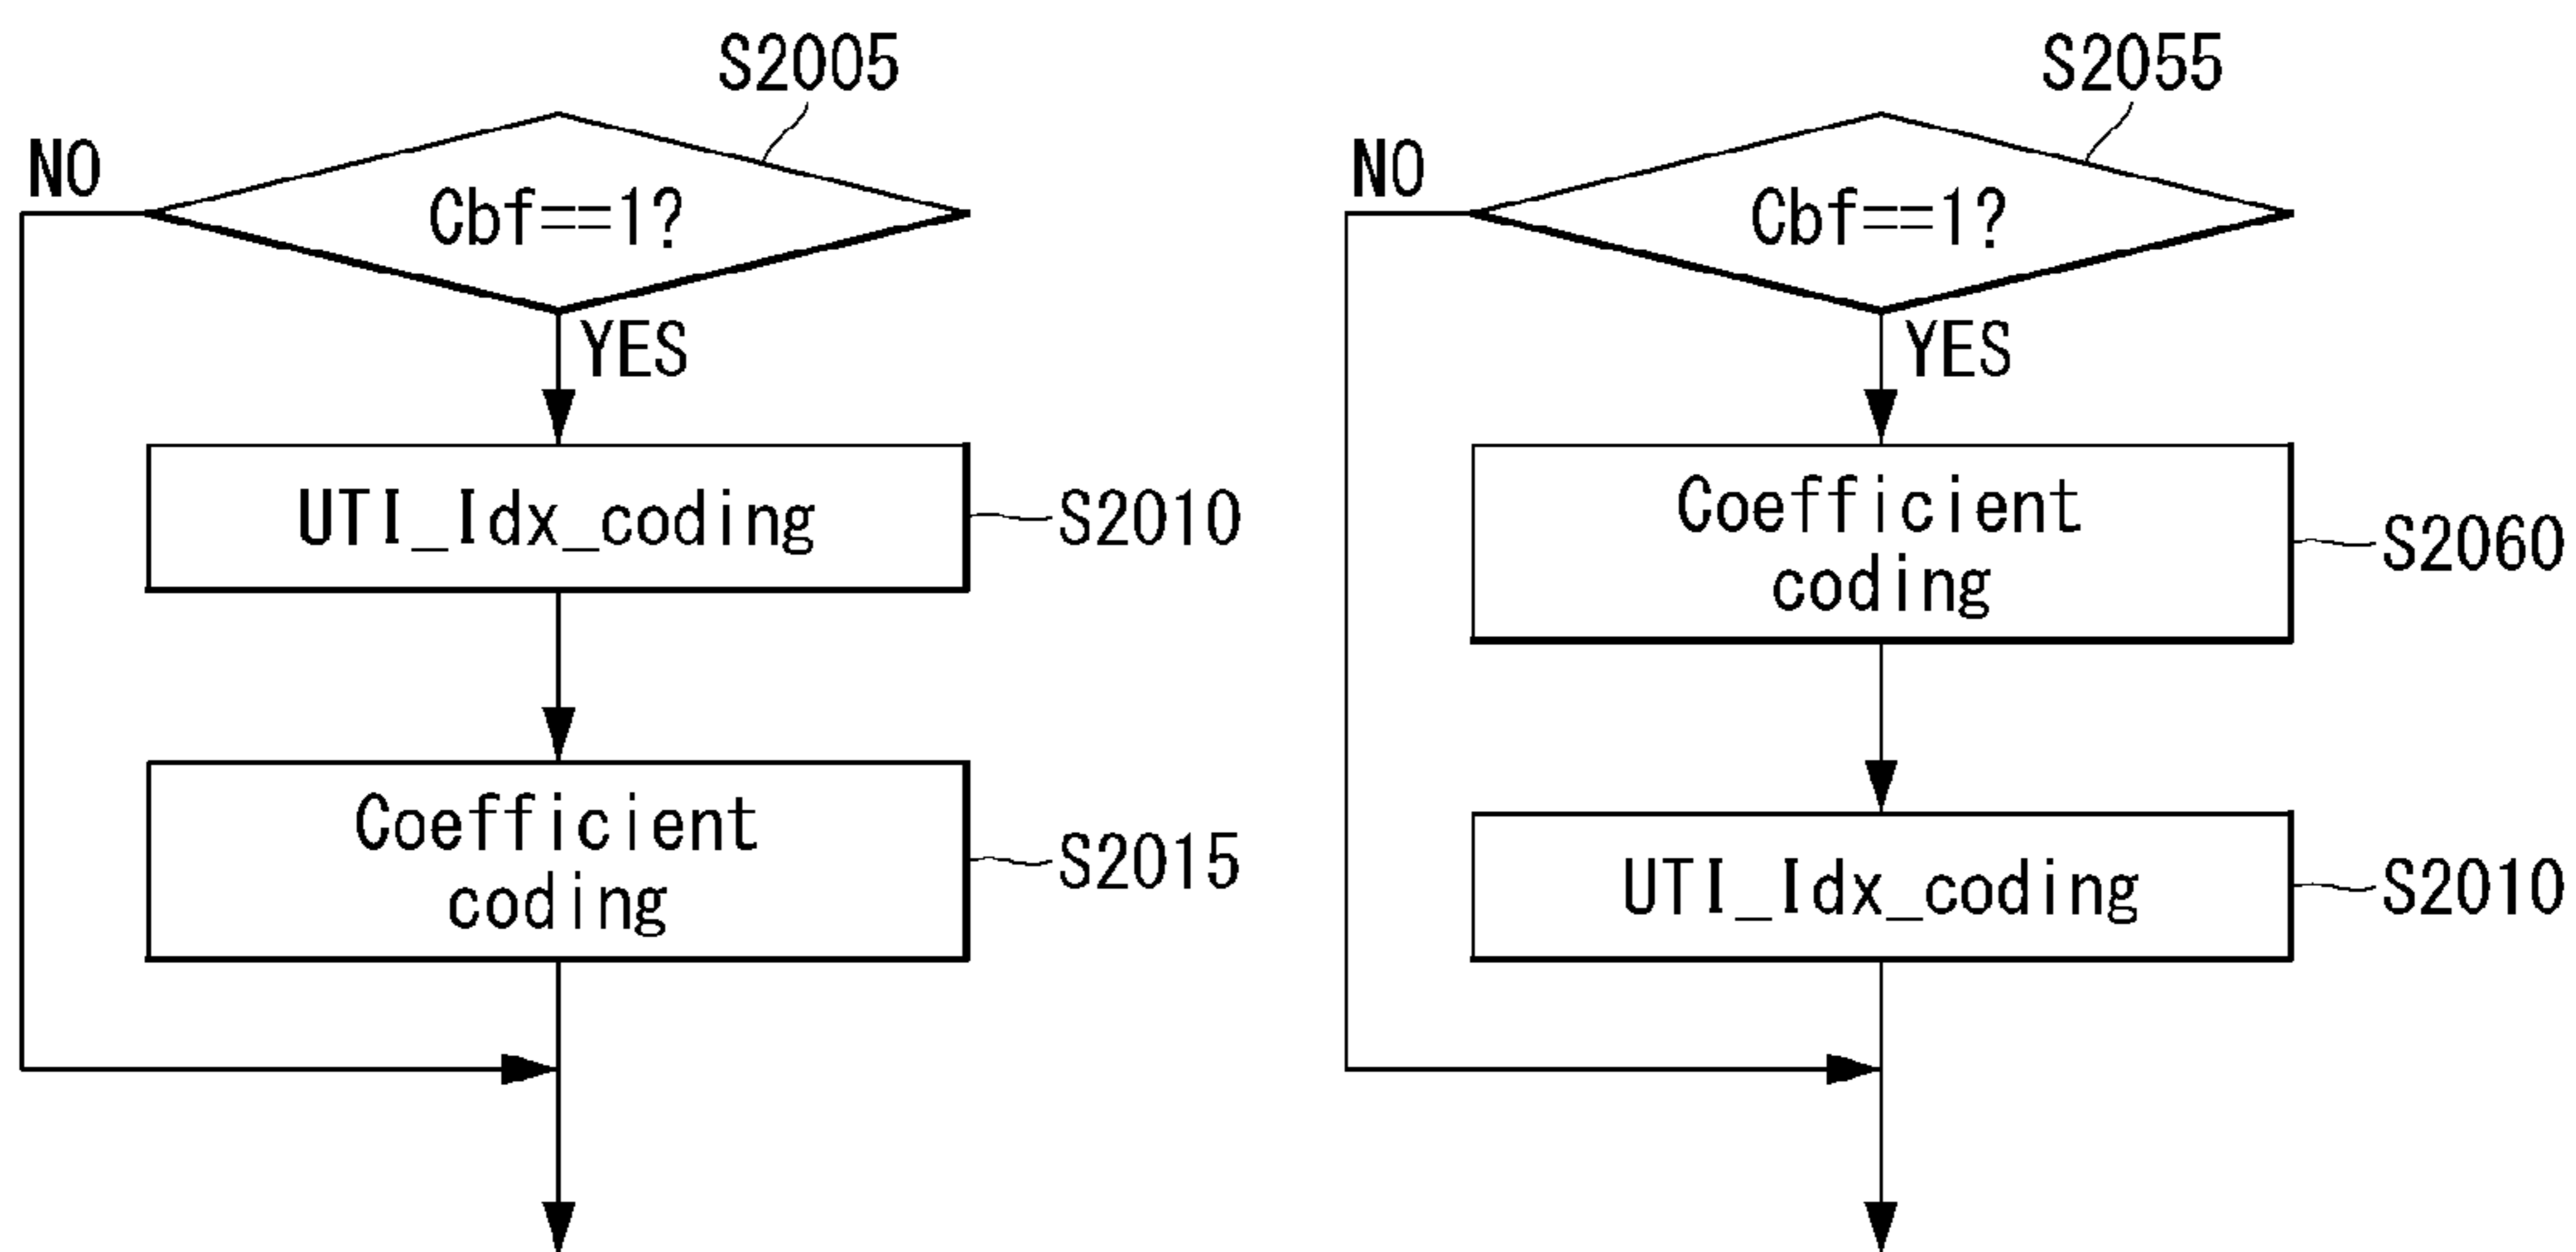 S2005
NO
Cbf==1?
YES
UTI_Idx_coding
S2010
Coefficient
coding
S2015
S2055
NO
Cbf==1?
YES
Coefficient
coding
S2060
UTI_Idx_coding
S2010